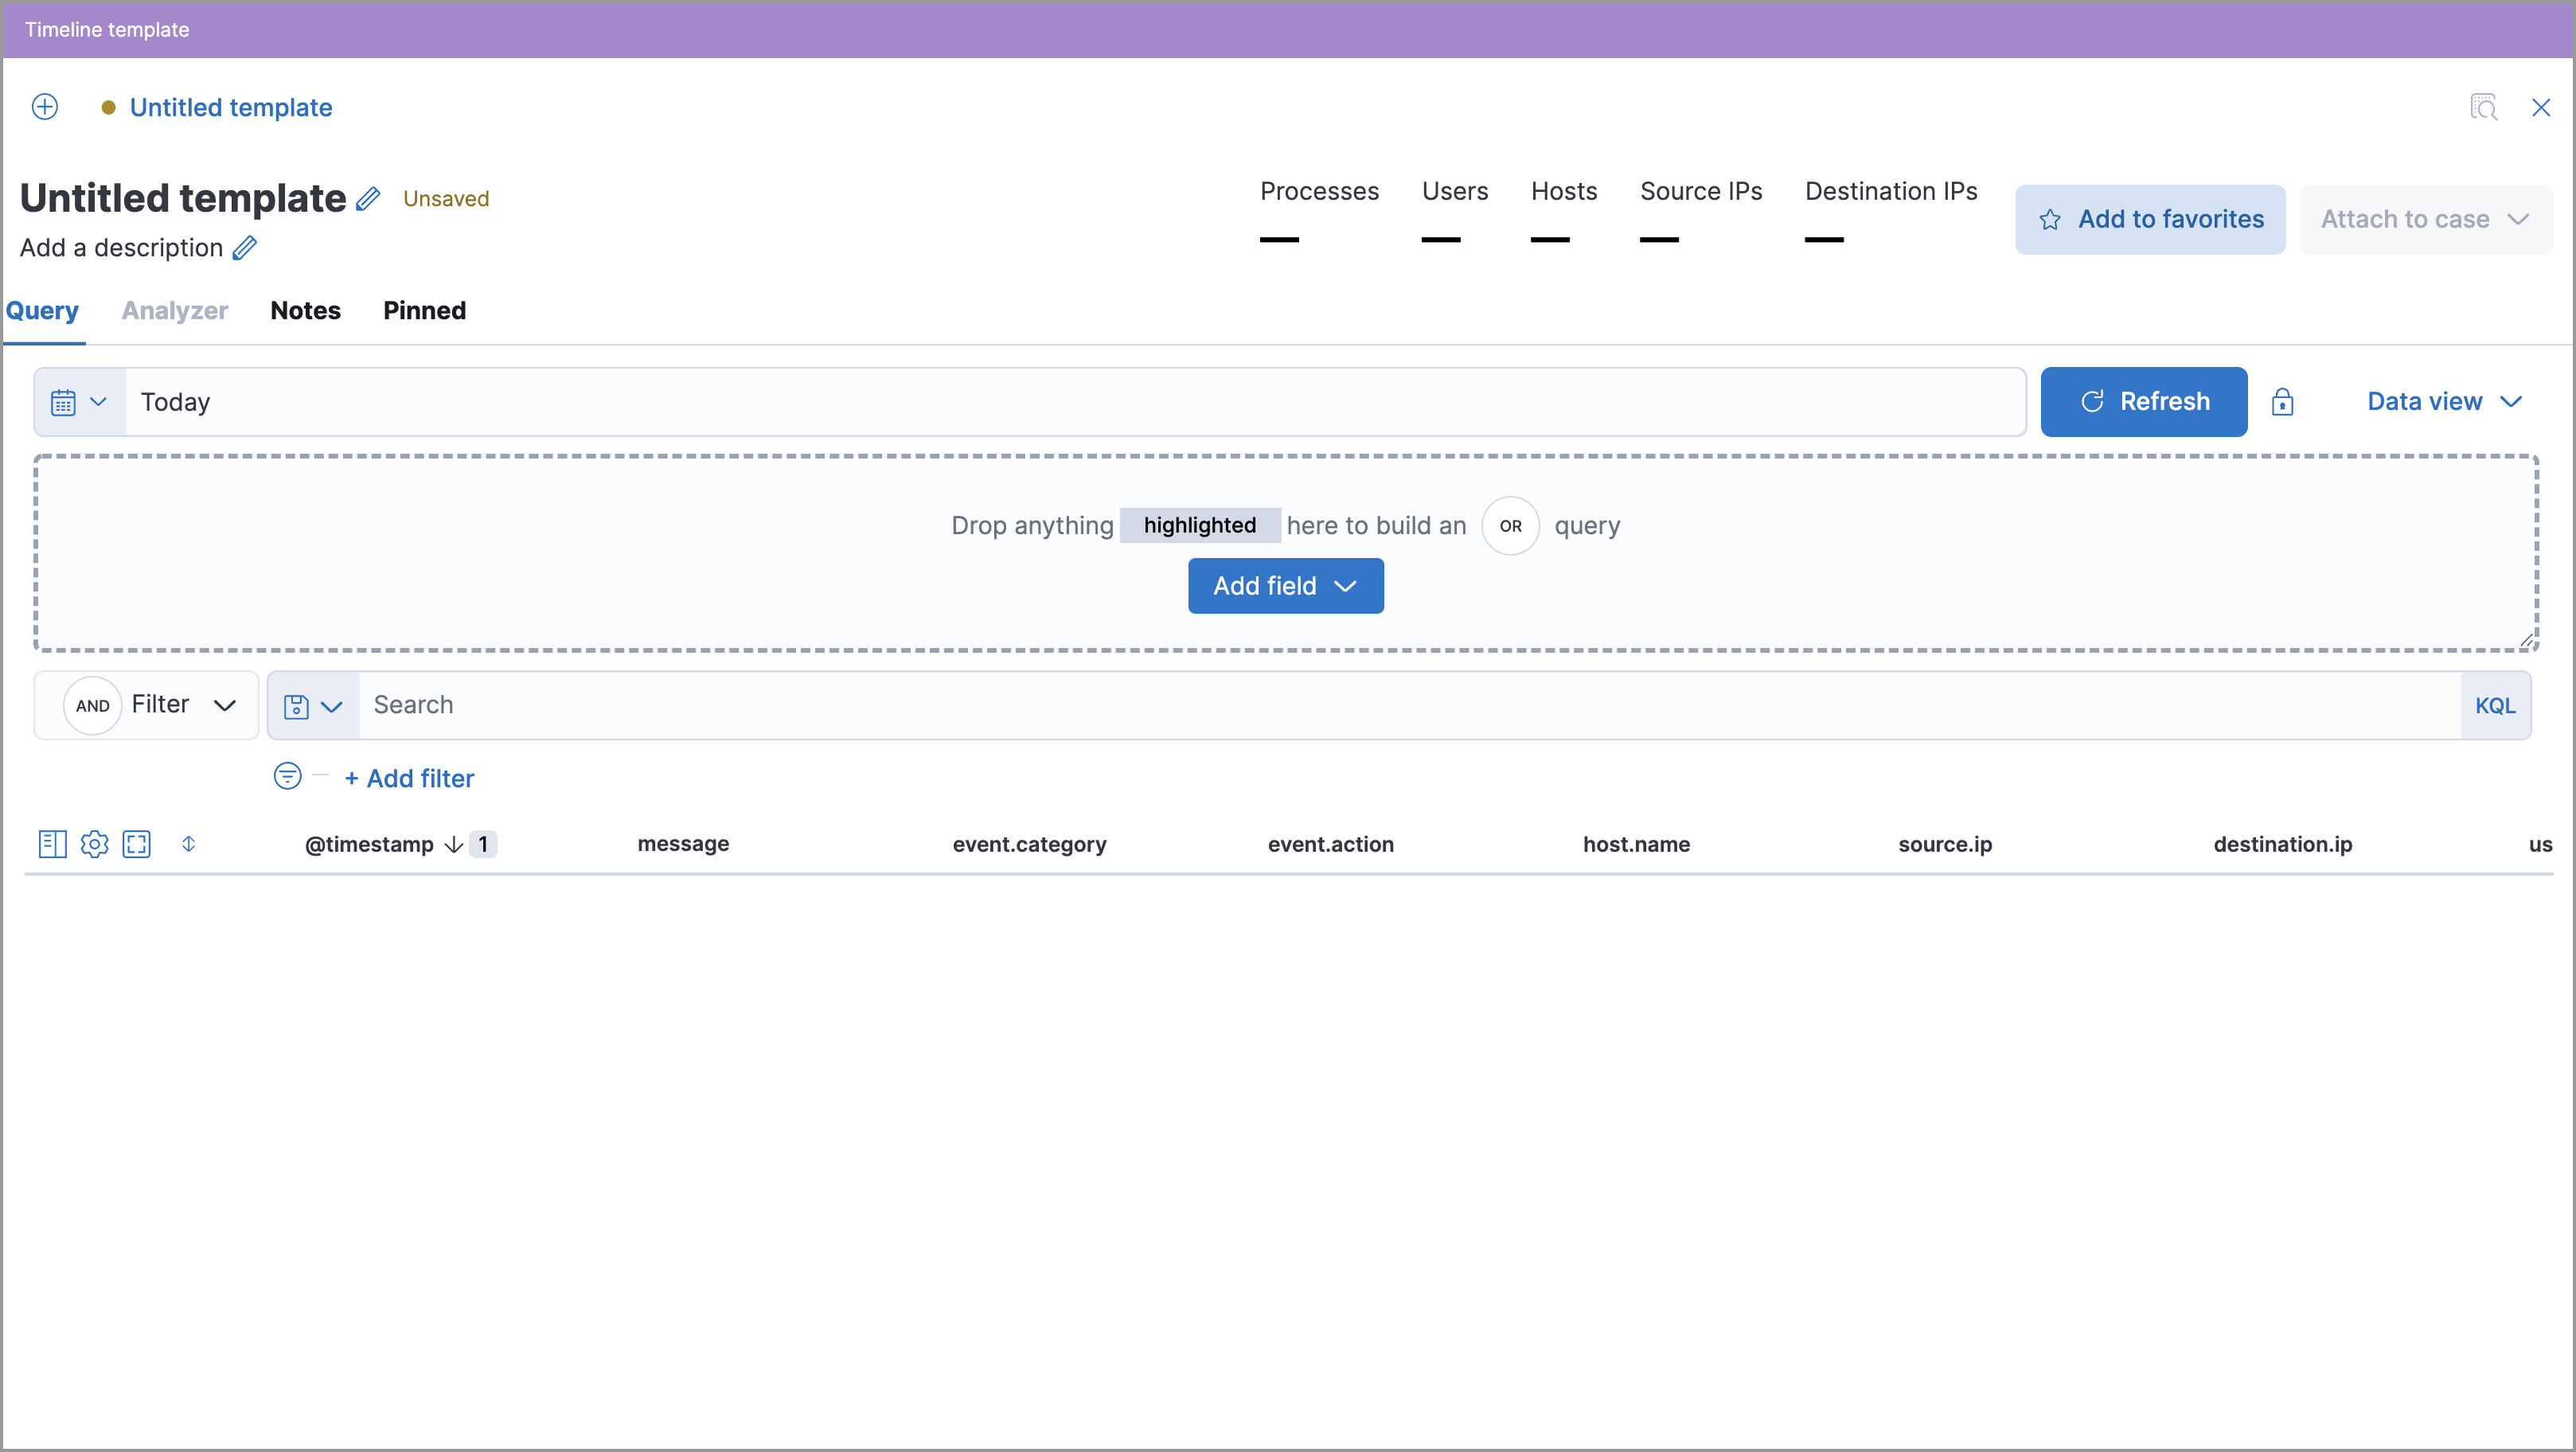 Timeline template
Untitled template
Untitled template Unsaved
Add a description
Processes Users Hosts Source IPs Destination IPs
Add to favorites
Attach to case
Query Analyzer Notes Pinned
Today
Refresh
Data view
Drop anything highlighted here to build an OR query
Add field
AND Filter
Search
KQL
+ Add filter
@timestamp 1 message event.category event.action host.name source.ip destination.ip us